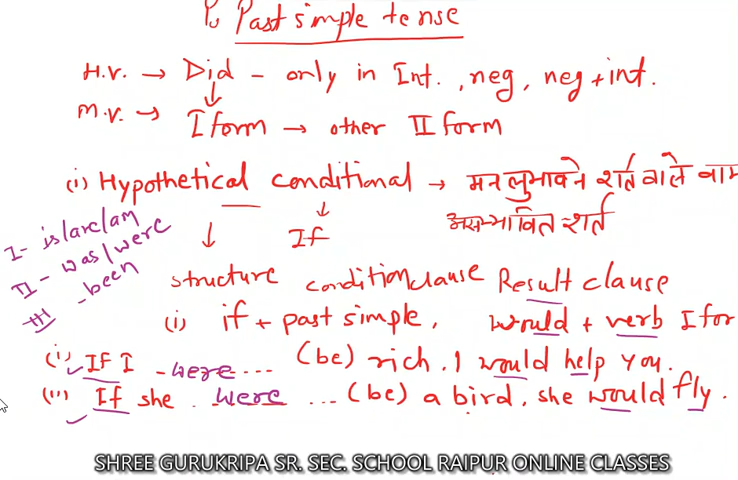 P. Past simple tense
H.V. → Did - only in Int. , neg, neg + int.
M.V. → I form → other II form
(i) Hypothetical conditional → मन लुभावने शर्त वाले वा
If असम्भावित शर्त
I - is/are/am
II - was/were
III - been
structure condition clause Result clause
(i) if + past simple, would + verb I for
(i) If I -were-... (be) rich, I would help you.
(ii) If she .were... (be) a bird, she would fly.
SHREE GURUKRIPA SR. SEC. SCHOOL RAIPUR ONLINE CLASSES